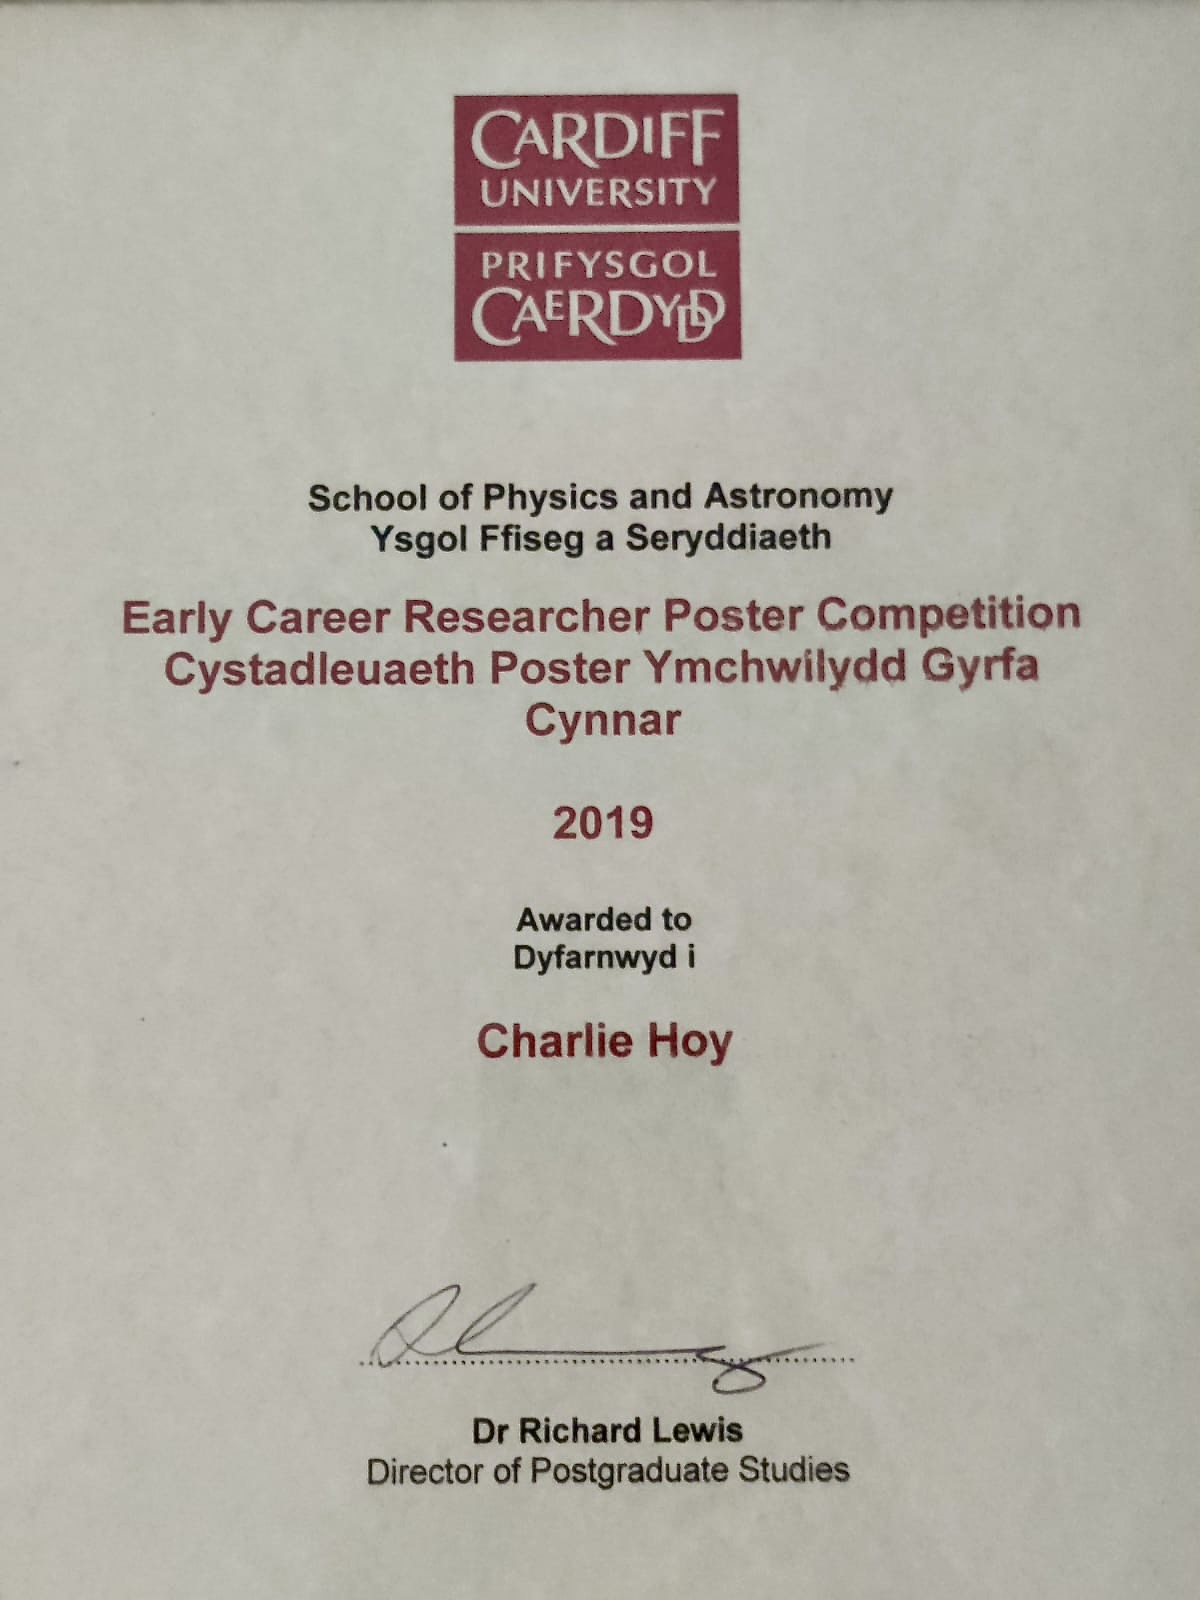 CARDIFF
UNIVERSITY
PRIFYSGOL
CAERDYDD
School of Physics and Astronomy
Ysgol Ffiseg a Seryddiaeth
Early Career Researcher Poster Competition
Cystadleuaeth Poster Ymchwilydd Gyrfa
Cynnar
2019
Awarded to
Dyfarnwyd i
Charlie Hoy
Dr Richard Lewis
Director of Postgraduate Studies